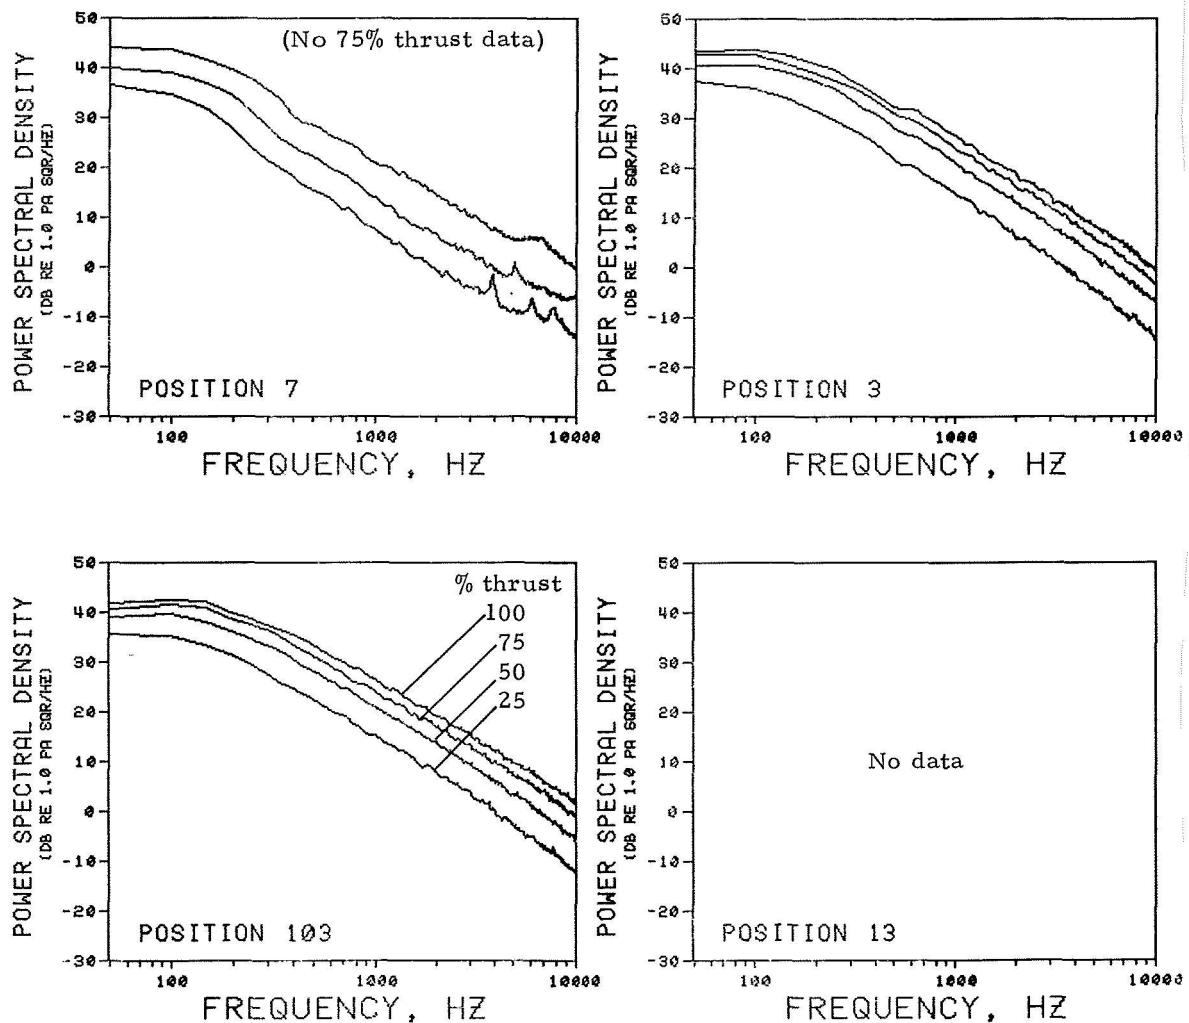 50
40
30
20
10
0
-10
-20
-30
POWER SPECTRAL DENSITY
(DB RE 1.0 PA SQR/HZ)
(No 75% thrust data)
POSITION 7
100
1000
10000
FREQUENCY, HZ
50
40
30
20
10
0
-10
-20
-30
POWER SPECTRAL DENSITY
(DB RE 1.0 PA SQR/HZ)
POSITION 3
100
1000
10000
FREQUENCY, HZ
50
40
30
20
10
0
-10
-20
-30
POWER SPECTRAL DENSITY
(DB RE 1.0 PA SQR/HZ)
% thrust
100
75
50
25
POSITION 103
100
1000
10000
FREQUENCY, HZ
50
40
30
20
10
0
-10
-20
-30
POWER SPECTRAL DENSITY
(DB RE 1.0 PA SQR/HZ)
No data
POSITION 13
100
1000
10000
FREQUENCY, HZ